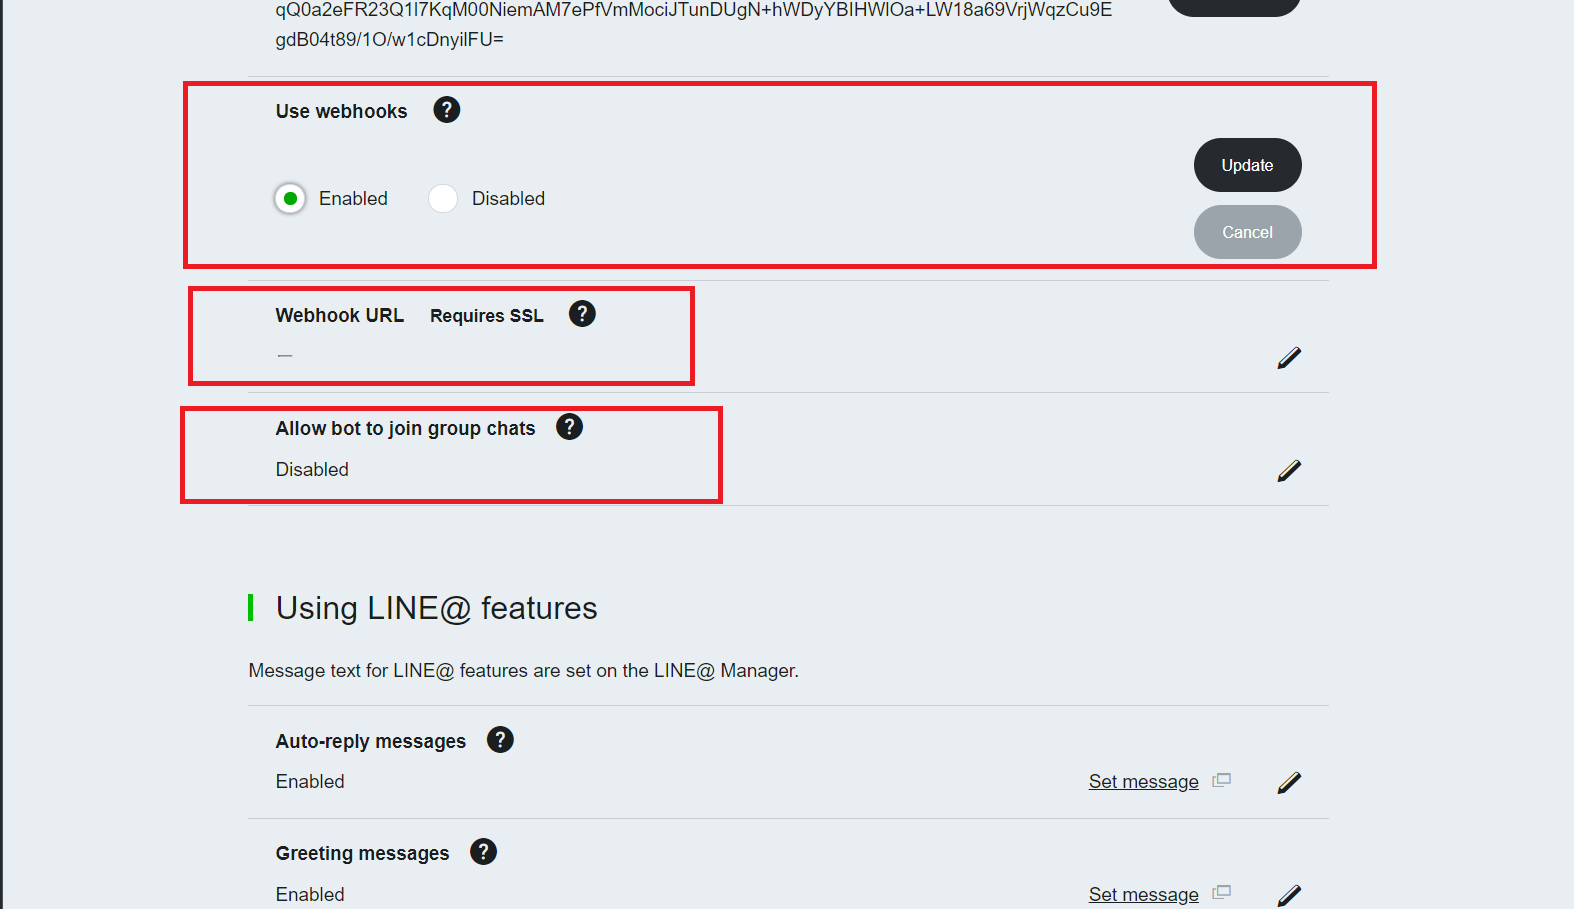 qQ0a2eFR23Q1I7KqM00NiemAM7ePfVmMociJTunDUgN+hWDyYBIHWlOa+LW18a69VrjWqzCu9E
gdB04t89/1O/w1cDnyilFU=
Use webhooks ?
Enabled Disabled
Update
Cancel
Webhook URL Requires SSL ?
—
Allow bot to join group chats ?
Disabled
Using LINE@ features
Message text for LINE@ features are set on the LINE@ Manager.
Auto-reply messages ?
Enabled Set message
Greeting messages ?
Enabled Set message